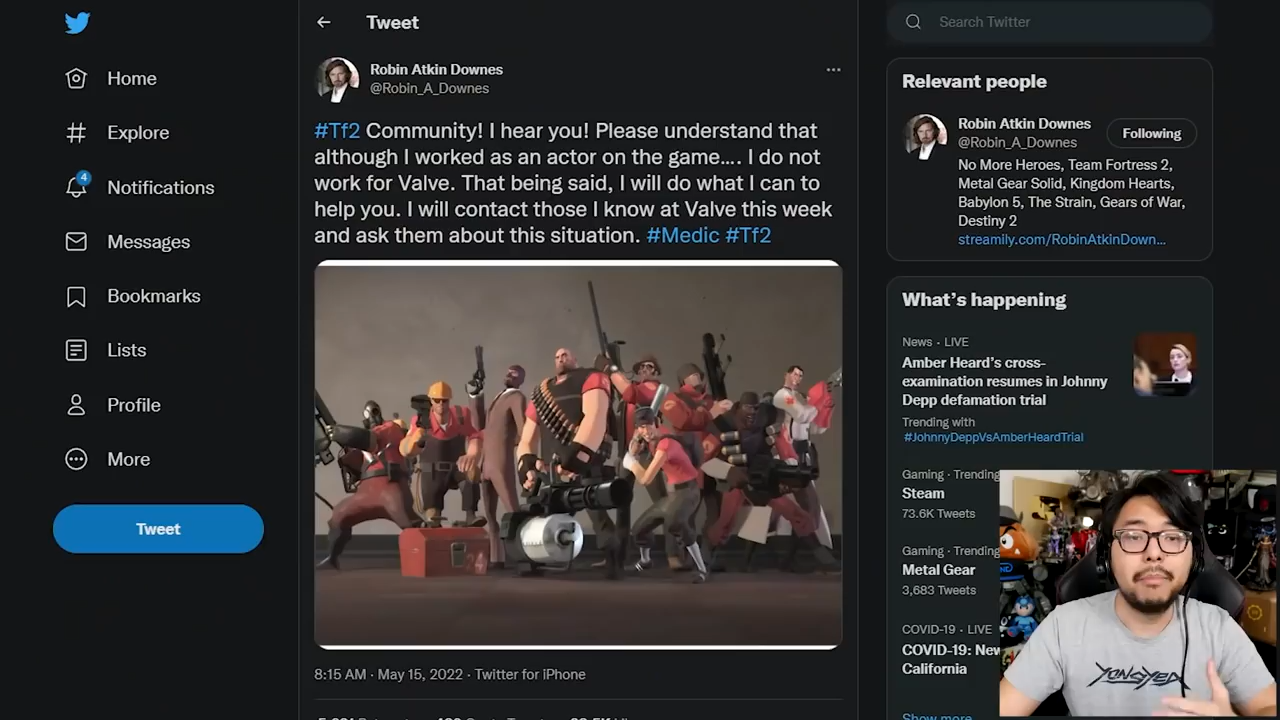 Tweet
Search Twitter
Home
Explore
4
Notifications
Messages
Bookmarks
Lists
Profile
More
Tweet
Robin Atkin Downes
@Robin_A_Downes
#Tf2 Community! I hear you! Please understand that
although I worked as an actor on the game.... I do not
work for Valve. That being said, I will do what I can to
help you. I will contact those I know at Valve this week
and ask them about this situation. #Medic #Tf2
8:15 AM · May 15, 2022 · Twitter for iPhone
Relevant people
Robin Atkin Downes
@Robin_A_Downes
Following
No More Heroes, Team Fortress 2,
Metal Gear Solid, Kingdom Hearts,
Babylon 5, The Strain, Gears of War,
Destiny 2
streamily.com/RobinAtkinDown...
What's happening
News · LIVE
Amber Heard's cross-
examination resumes in Johnny
Depp defamation trial
Trending with
#JohnnyDeppVsAmberHeardTrial
Gaming · Trending
Steam
73.6K Tweets
Gaming · Trending
Metal Gear
3,683 Tweets
COVID-19 · LIVE
COVID-19: New
California
Show more
YONGYEA